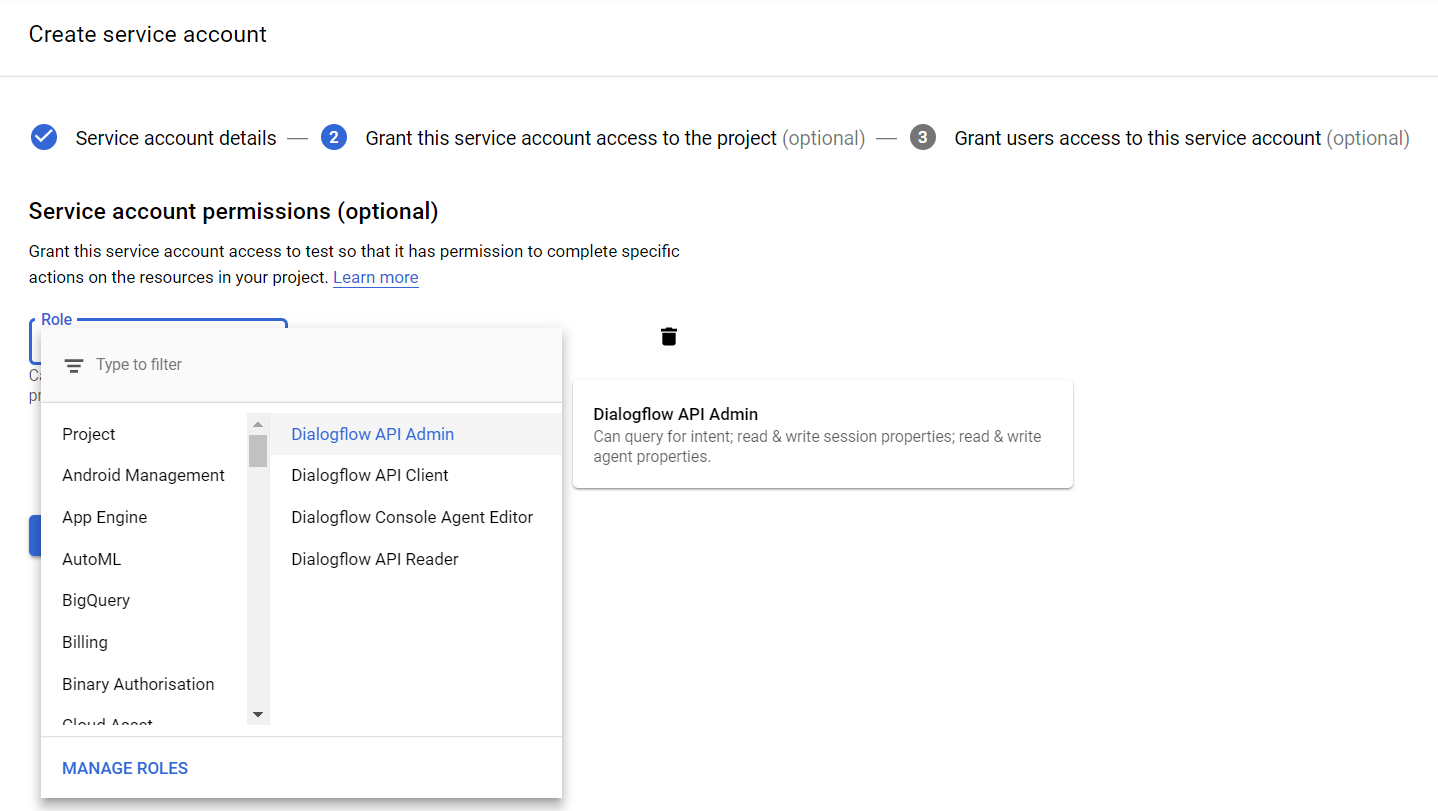 Create service account
Service account details
2
Grant this service account access to the project (optional)
3
Grant users access to this service account (optional)
Service account permissions (optional)
Grant this service account access to test so that it has permission to complete specific
actions on the resources in your project. Learn more
Role
Type to filter
Project
Android Management
App Engine
AutoML
BigQuery
Billing
Binary Authorisation
Cloud Asset
Dialogflow API Admin
Dialogflow API Client
Dialogflow Console Agent Editor
Dialogflow API Reader
MANAGE ROLES
Dialogflow API Admin
Can query for intent; read & write session properties; read & write
agent properties.